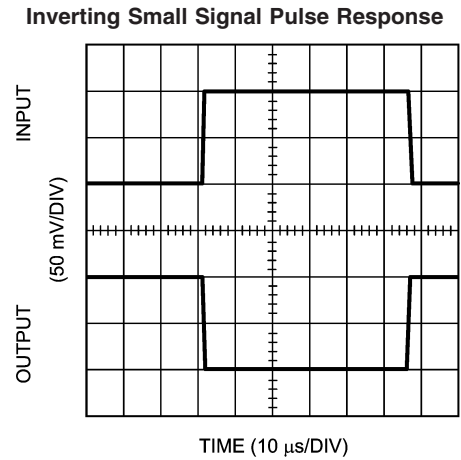 Inverting Small Signal Pulse Response
INPUT
(50 mV/DIV)
OUTPUT
TIME (10 μs/DIV)